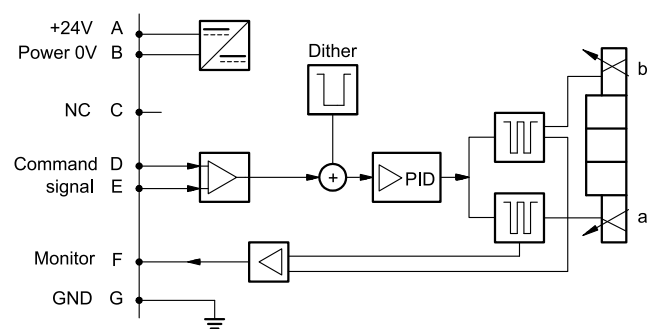 +24V A
Power 0V B
Dither
b
NC C
Command D
signal E
+
PID
a
Monitor F
GND G